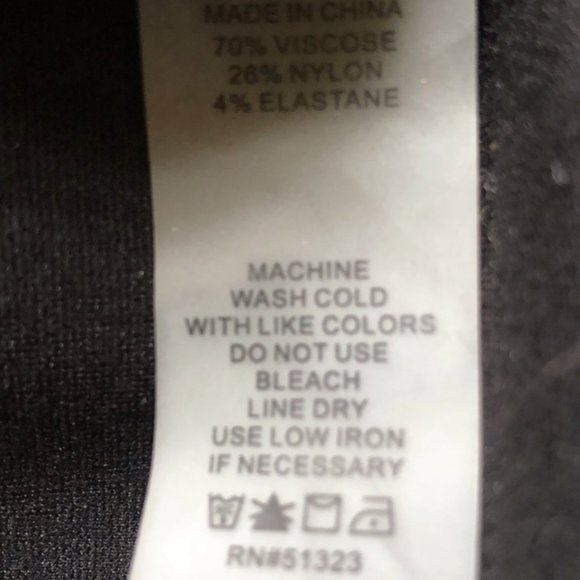 MADE IN CHINA
70% VISCOSE
26% NYLON
4% ELASTANE
MACHINE
WASH COLD
WITH LIKE COLORS
DO NOT USE
BLEACH
LINE DRY
USE LOW IRON
IF NECESSARY
RN#51323